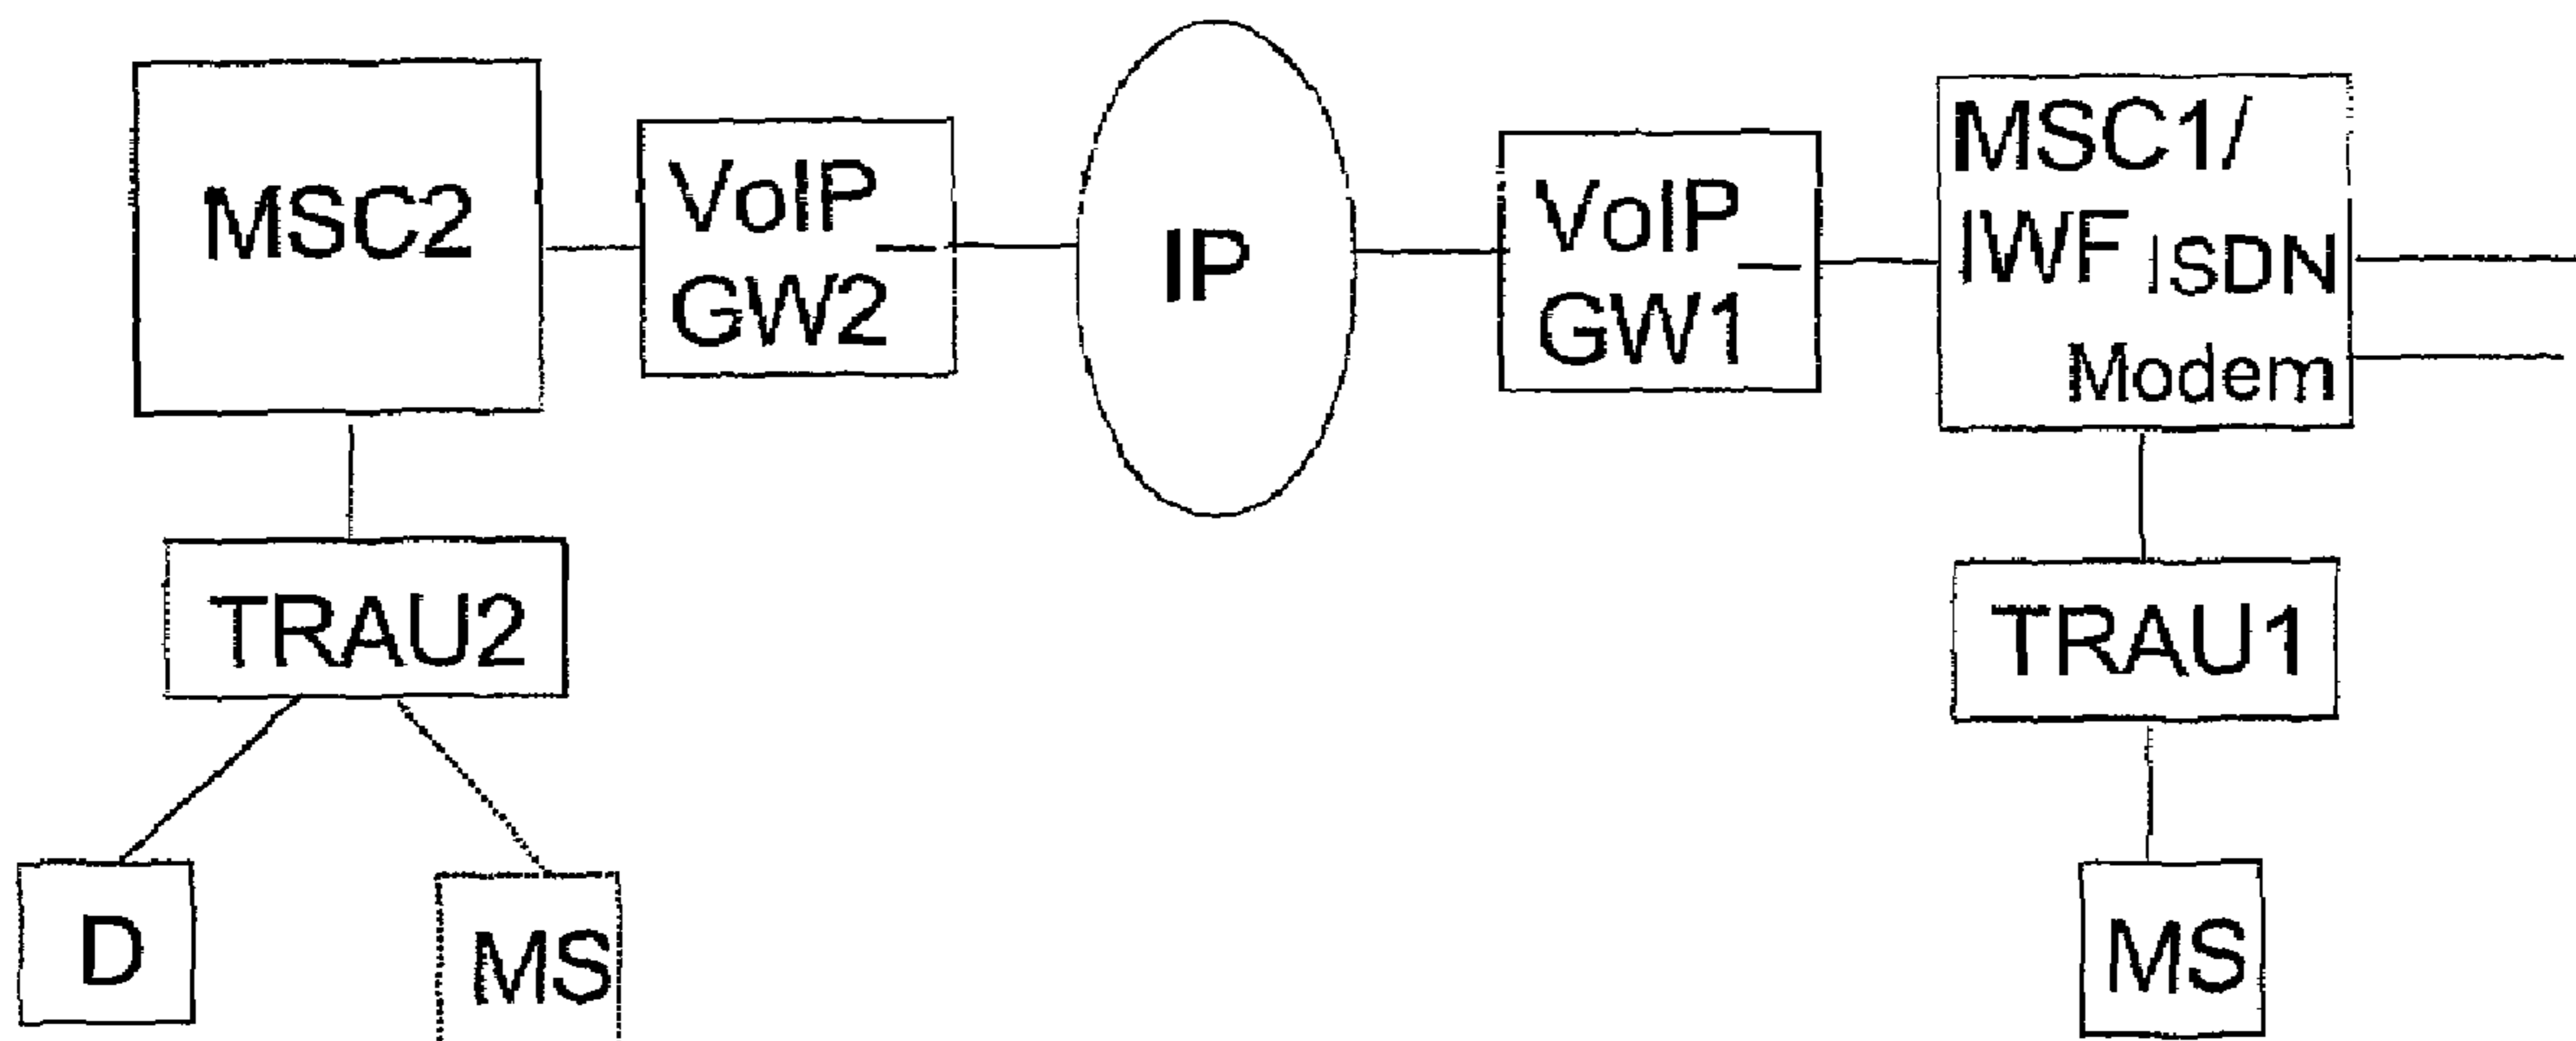 MSC2
VoIP_
GW2
IP
VoIP_
GW1
MSC1/
IWF ISDN
Modem
TRAU2
TRAU1
D
MS
MS